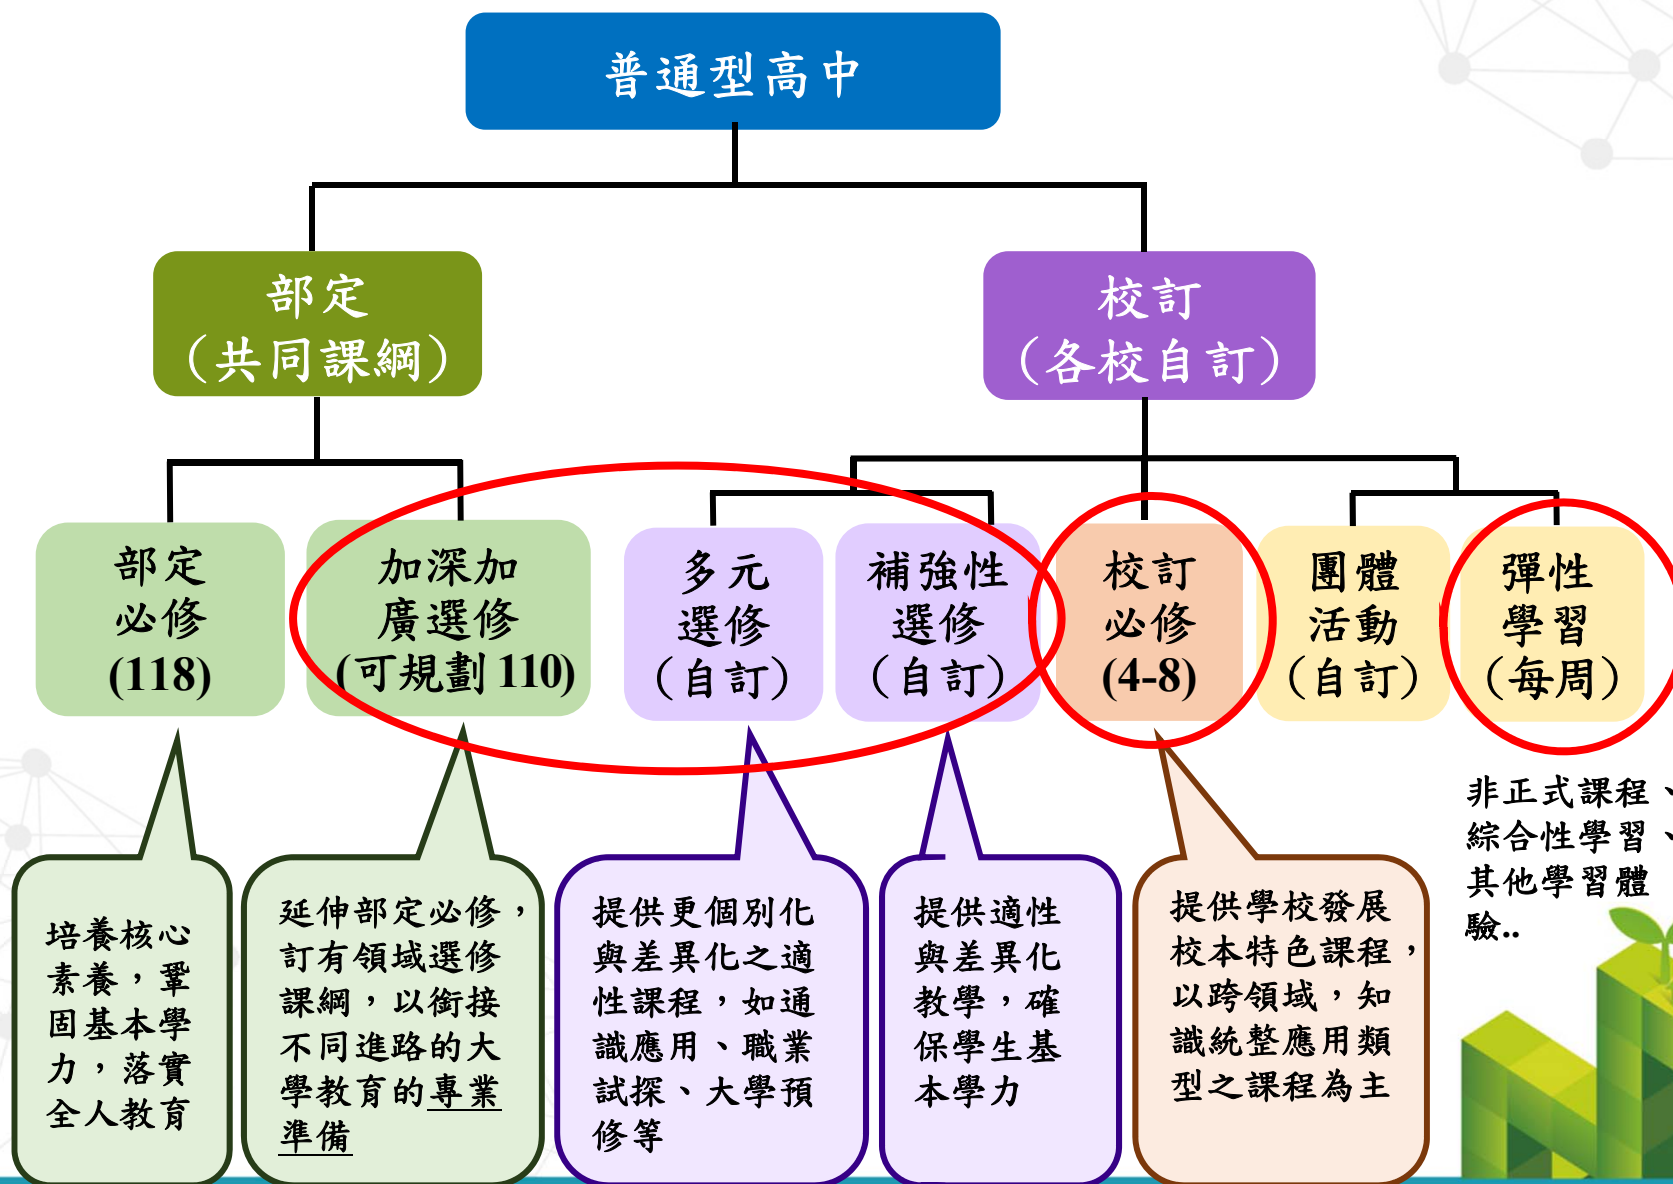 普通型高中
部定
（共同課綱）
校訂
（各校自訂）
部定
必修
(118)
加深加
廣選修
(可規劃 110)
多元
選修
（自訂）
補強性
選修
（自訂）
校訂
必修
(4-8)
團體
活動
（自訂）
彈性
學習
（每周）
培養核心
素養，鞏
固基本學
力，落實
全人教育
延伸部定必修，
訂有領域選修
課綱，以銜接
不同進路的大
學教育的專業
準備
提供更個別化
與差異化之適
性課程，如通
識應用、職業
試探、大學預
修等
提供適性
與差異化
教學，確
保學生基
本學力
提供學校發展
校本特色課程，
以跨領域，知
識統整應用類
型之課程為主
非正式課程、
綜合性學習、
其他學習體
驗..